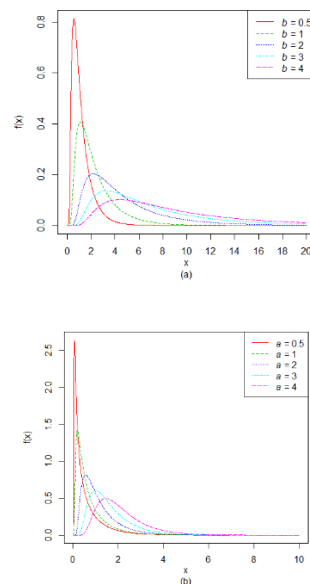 b = 0.5
b = 1
b = 2
b = 3
b = 4
f(x)
0.0 0.2 0.4 0.6 0.8
0 2 4 6 8 10 12 14 16 18 20
x
(a)
a = 0.5
a = 1
a = 2
a = 3
a = 4
f(x)
0.0 0.5 1.0 1.5 2.0 2.5
0 2 4 6 8 10
x
(b)